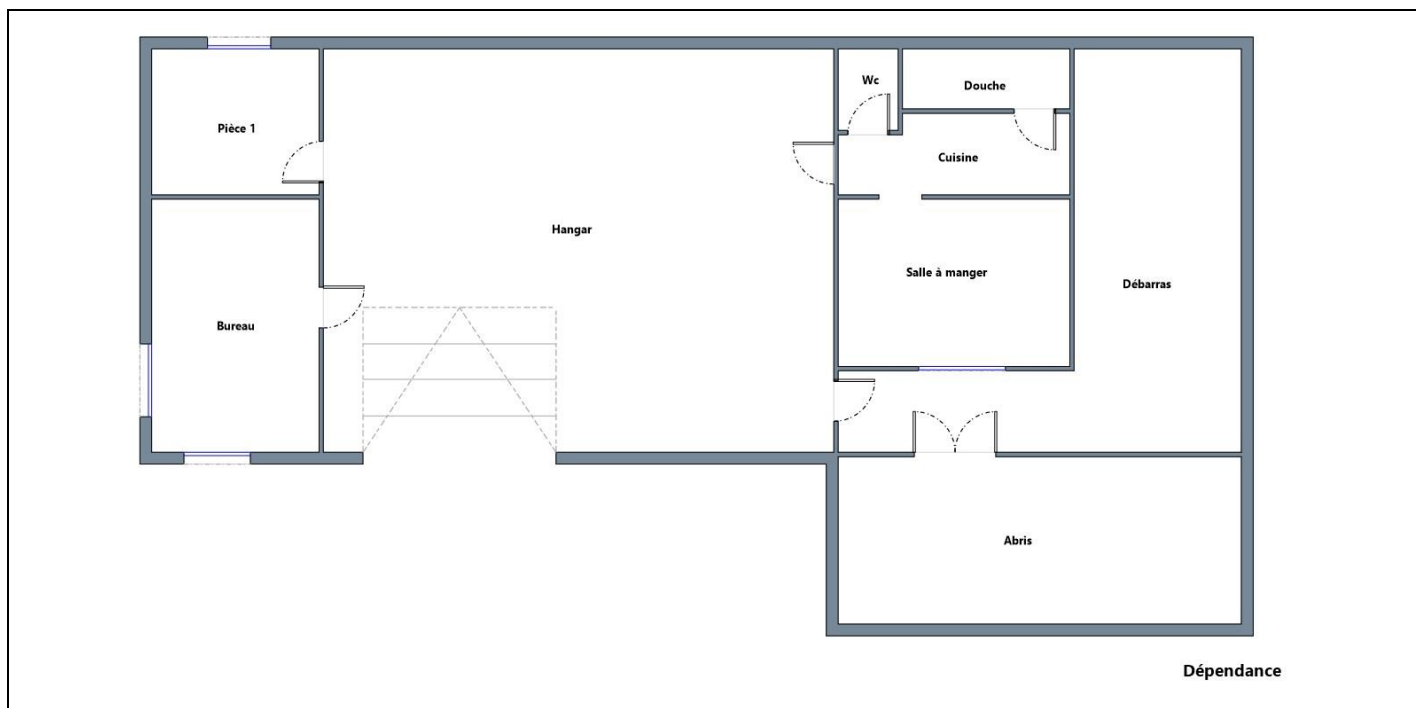 Wc
Douche
Pièce 1
Cuisine
Hangar
Salle à manger
Débarras
Bureau
Abris
Dépendance